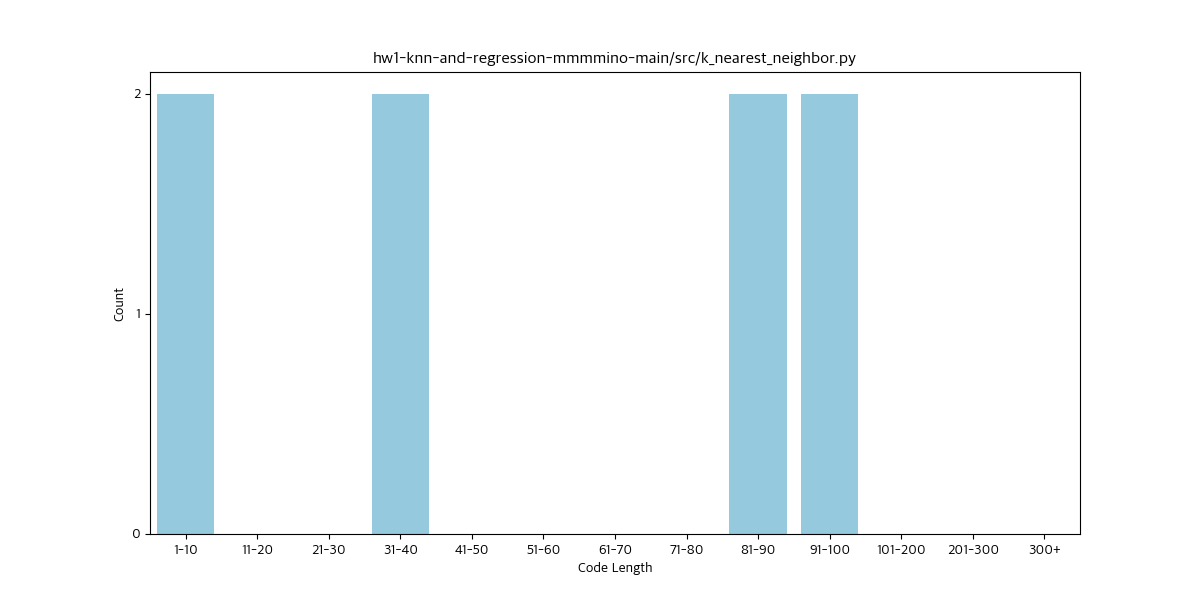 hw1-knn-and-regression-mmmmino-main/src/k_nearest_neighbor.py
2
1
0
Count
1-10 11-20 21-30 31-40 41-50 51-60 61-70 71-80 81-90 91-100 101-200 201-300 300+
Code Length